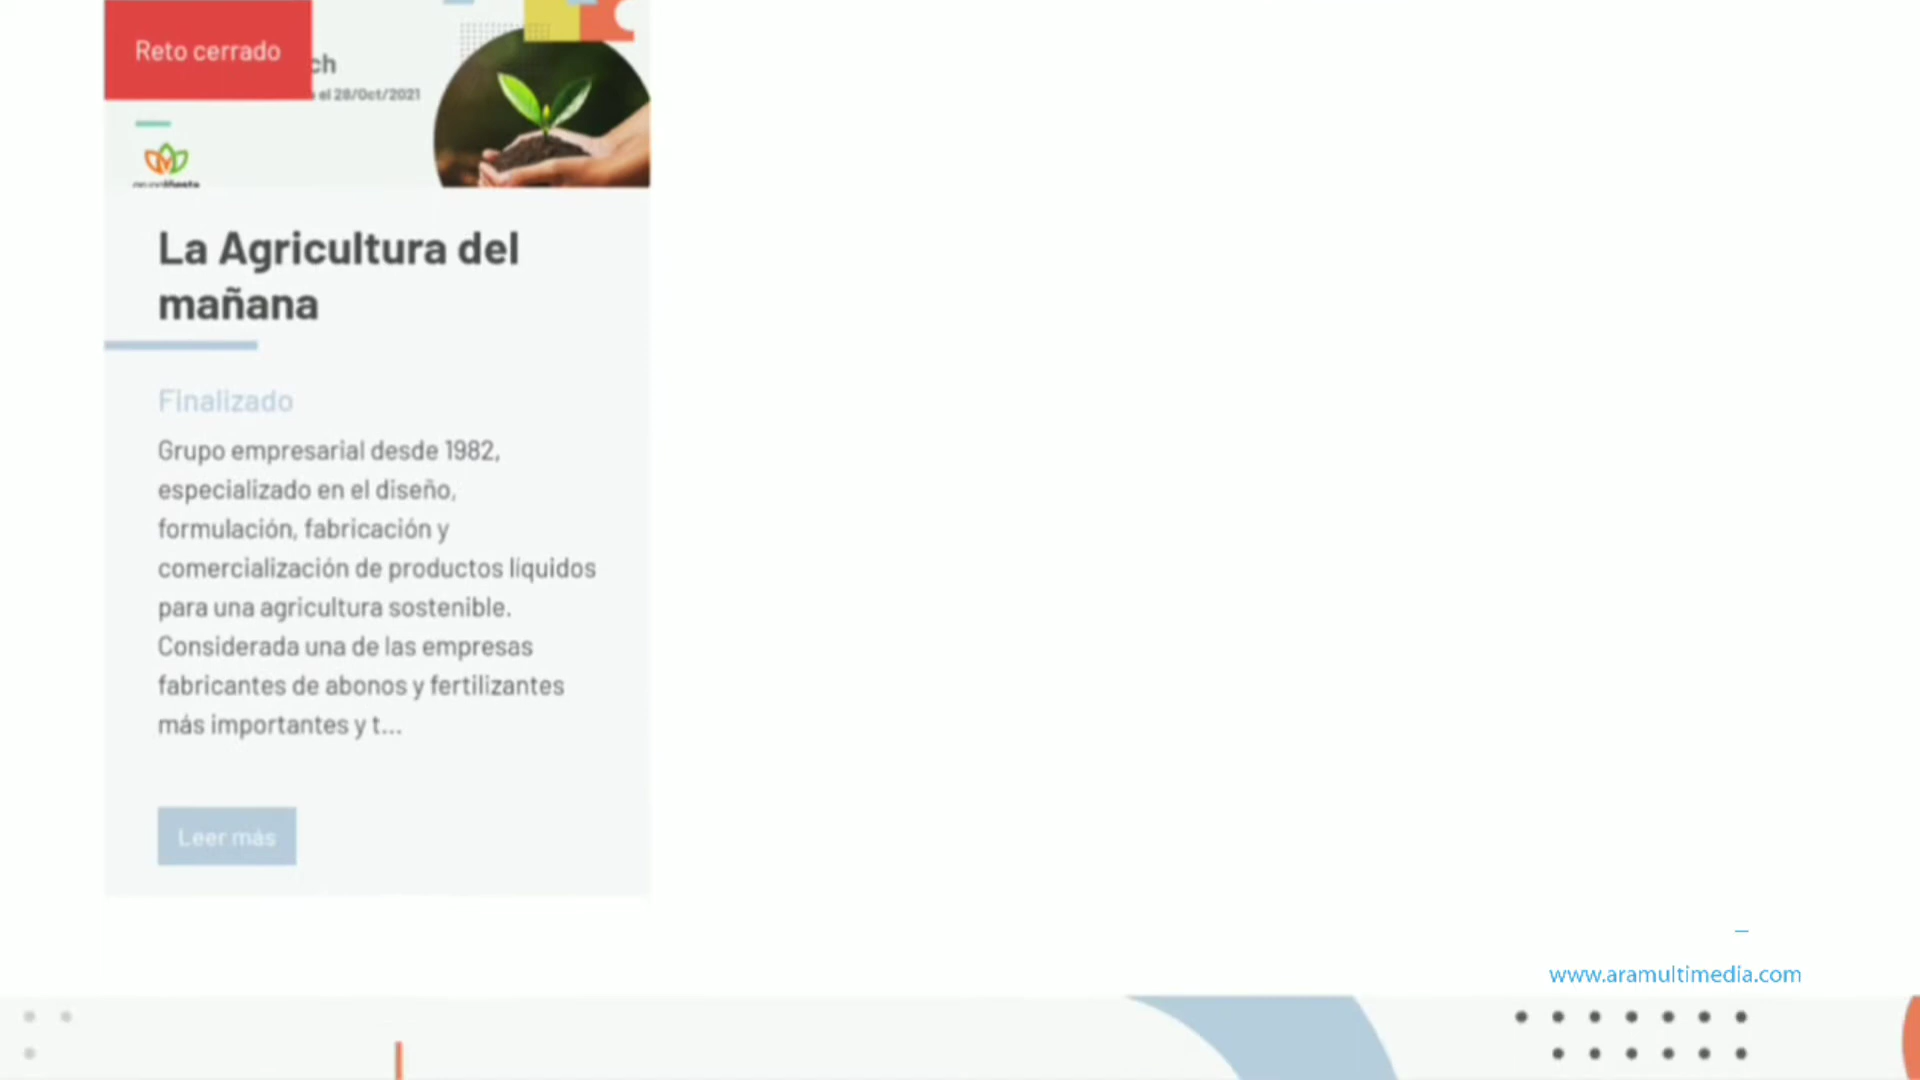 Reto cerrado
ch
el 28/Oct/2021
La Agricultura del
mañana
Finalizado
Grupo empresarial desde 1982,
especializado en el diseño,
formulación, fabricación y
comercialización de productos líquidos
para una agricultura sostenible.
Considerada una de las empresas
fabricantes de abonos y fertilizantes
más importantes y t...
Leer más
www.aramultimedia.com